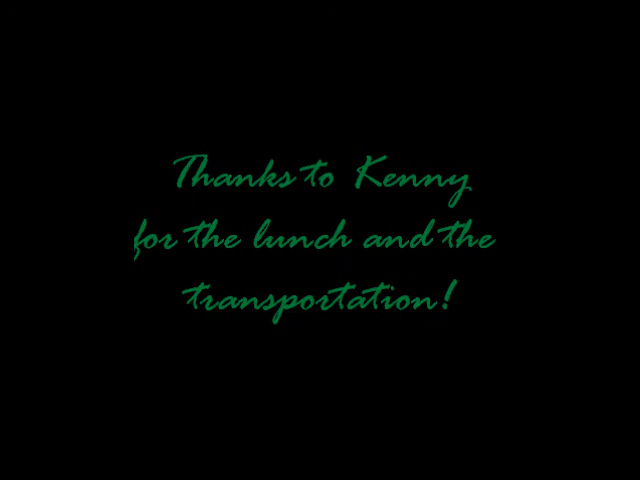 Thanks to Kenny
for the lunch and the
transportation!